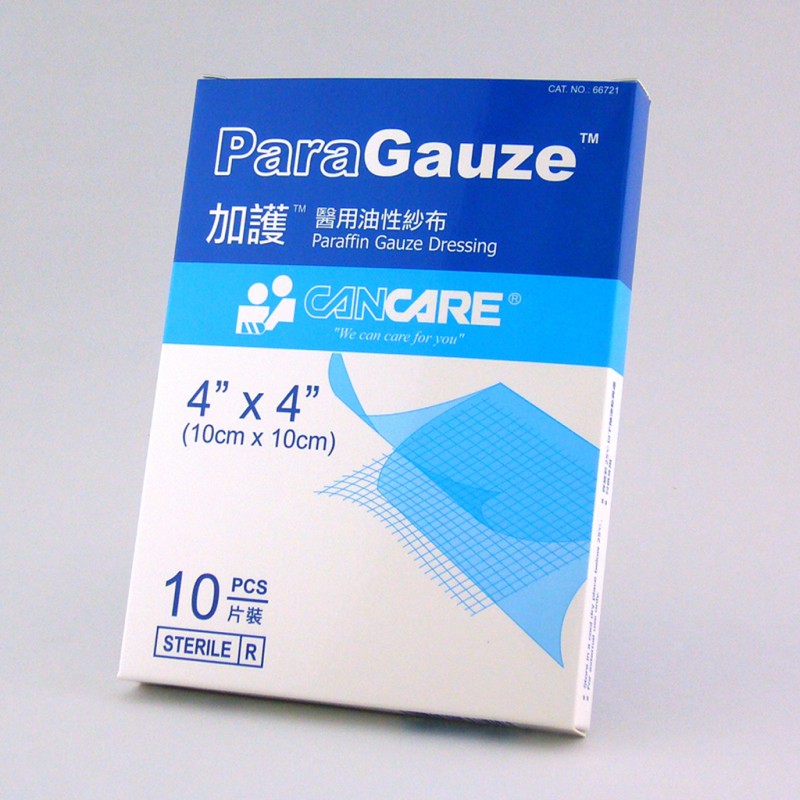 CAT. NO.: 66721
ParaGauze™
加護™ 醫用油性紗布
Paraffin Gauze Dressing
CANCARE®
"We can care for you"
4” x 4”
(10cm x 10cm)
10 PCS
片裝
STERILE R